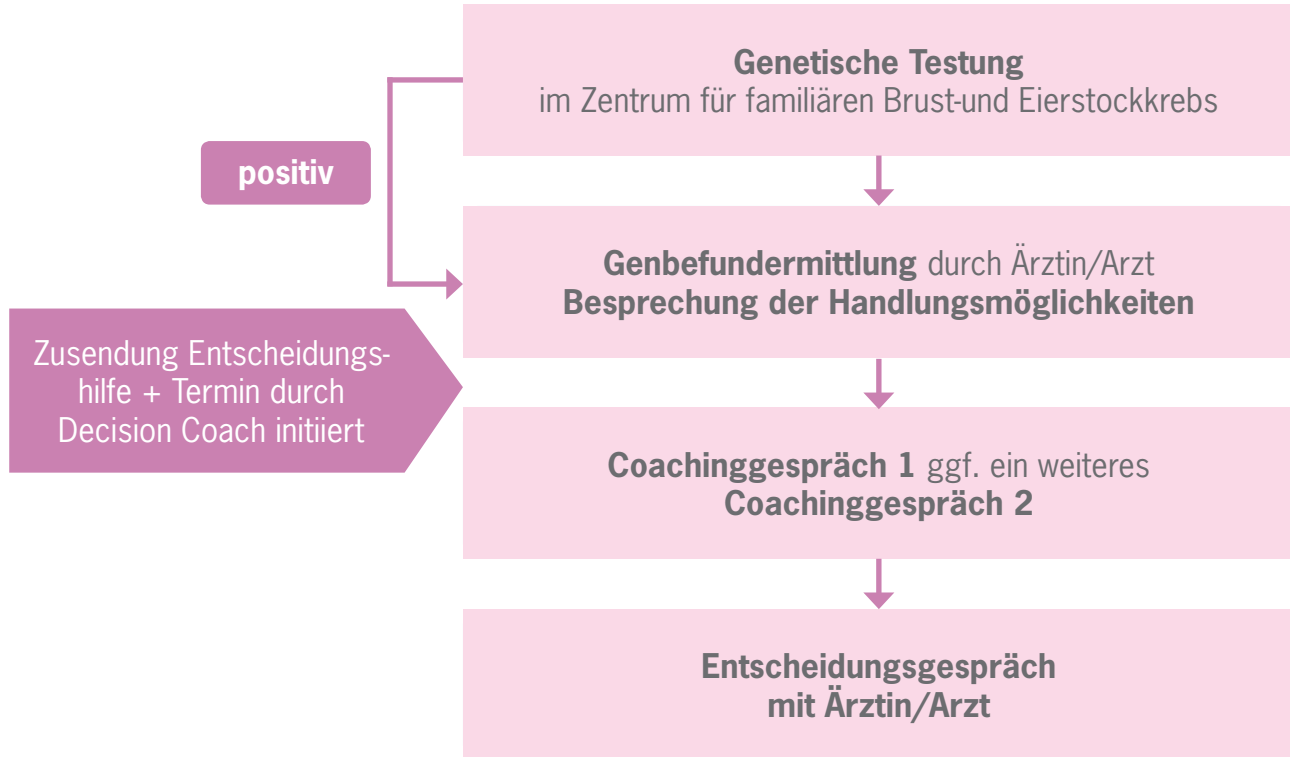 Genetische Testung
im Zentrum für familiären Brust-und Eierstockkrebs
positiv
Genbefundermittlung durch Ärztin/Arzt
Besprechung der Handlungsmöglichkeiten
Zusendung Entscheidungs-
hilfe + Termin durch
Decision Coach initiiert
Coachinggespräch 1 ggf. ein weiteres
Coachinggespräch 2
Entscheidungsgespräch
mit Ärztin/Arzt